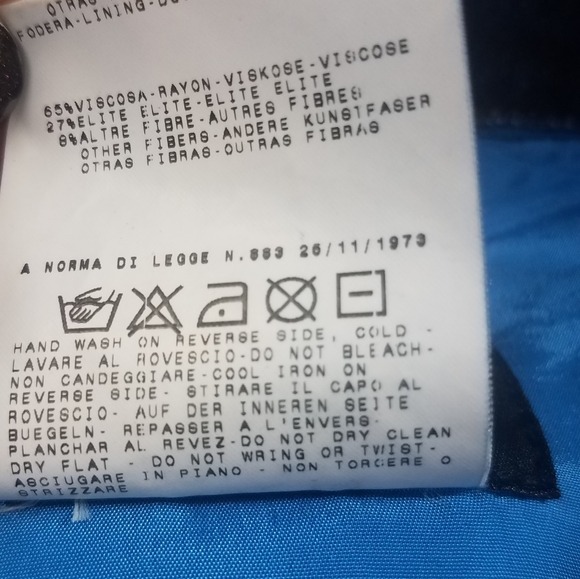 OTRAS
FODERA-LINING-DO
65%VISCOSA-RAYON-VISKOSE-VISCOSE
27%ELITE ELITE-ELITE ELITE
8%ALTRE FIBRE-AUTRES FIBRES
OTHER FIBERS-ANDERE KUNSTFASER
OTRAS FIBRAS-OUTRAS FIBRAS
A NORMA DI LEGGE N.883 26/11/1973
HAND WASH ON REVERSE SIDE, COLD -
LAVARE AL ROVESCIO-DO NOT BLEACH-
NON CANDEGGIARE-COOL IRON ON
REVERSE SIDE- STIRARE IL CAPO AL
ROVESCIO- AUF DER INNEREN SEITE
BUEGELN- REPASSER A L'ENVERS-
PLANCHAR AL REVEZ-DO NOT DRY CLEAN
DRY FLAT - DO NOT WRING OR TWIST-
ASCIUGARE IN PIANO - NON TORCERE O
STRIZZARE